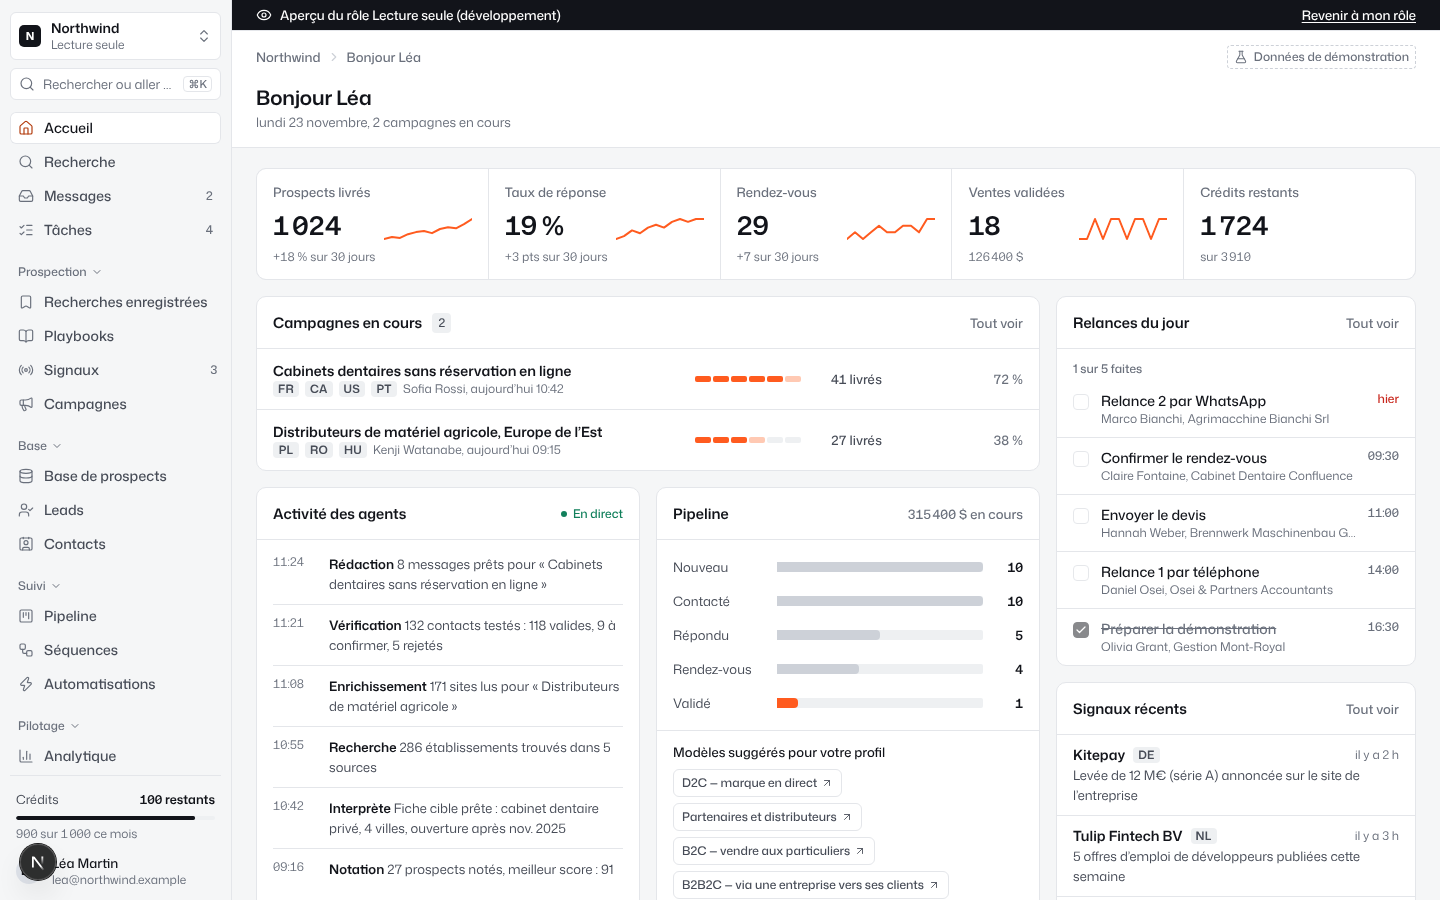 Northwind
Lecture seule
Rechercher ou aller ...
⌘K
Accueil
Recherche
Messages 2
Tâches 4
Prospection
Recherches enregistrées
Playbooks
Signaux 3
Campagnes
Base
Base de prospects
Leads
Contacts
Suivi
Pipeline
Séquences
Automatisations
Pilotage
Analytique
Crédits 100 restants
900 sur 1 000 ce mois
N
Léa Martin
lea@northwind.example
Aperçu du rôle Lecture seule (développement)
Revenir à mon rôle
Northwind > Bonjour Léa
Données de démonstration
Bonjour Léa
lundi 23 novembre, 2 campagnes en cours
Prospects livrés
1 024
+18 % sur 30 jours
Taux de réponse
19 %
+3 pts sur 30 jours
Rendez-vous
29
+7 sur 30 jours
Ventes validées
18
126 400 $
Crédits restants
1 724
sur 3 910
Campagnes en cours 2
Tout voir
Cabinets dentaires sans réservation en ligne
FR CA US PT Sofia Rossi, aujourd'hui 10:42
41 livrés
72 %
Distributeurs de matériel agricole, Europe de l'Est
PL RO HU Kenji Watanabe, aujourd'hui 09:15
27 livrés
38 %
Activité des agents
En direct
11:24 Rédaction 8 messages prêts pour « Cabinets
dentaires sans réservation en ligne »
11:21 Vérification 132 contacts testés : 118 valides, 9 à
confirmer, 5 rejetés
11:08 Enrichissement 171 sites lus pour « Distributeurs
de matériel agricole »
10:55 Recherche 286 établissements trouvés dans 5
sources
10:42 Interprète Fiche cible prête : cabinet dentaire
privé, 4 villes, ouverture après nov. 2025
09:16 Notation 27 prospects notés, meilleur score : 91
Pipeline
315 400 $ en cours
Nouveau 10
Contacté 10
Répondu 5
Rendez-vous 4
Validé 1
Modèles suggérés pour votre profil
D2C – marque en direct
Partenaires et distributeurs
B2C – vendre aux particuliers
B2B2C – via une entreprise vers ses clients
Relances du jour
Tout voir
1 sur 5 faites
Relance 2 par WhatsApp
hier
Marco Bianchi, Agrimacchine Bianchi Srl
Confirmer le rendez-vous
09:30
Claire Fontaine, Cabinet Dentaire Confluence
Envoyer le devis
11:00
Hannah Weber, Brennwerk Maschinenbau G...
Relance 1 par téléphone
14:00
Daniel Osei, Osei & Partners Accountants
Préparer la démonstration
16:30
Olivia Grant, Gestion Mont-Royal
Signaux récents
Tout voir
Kitepay DE
il y a 2 h
Levée de 12 M€ (série A) annoncée sur le site de
l'entreprise
Tulip Fintech BV NL
il y a 3 h
5 offres d'emploi de développeurs publiées cette
semaine